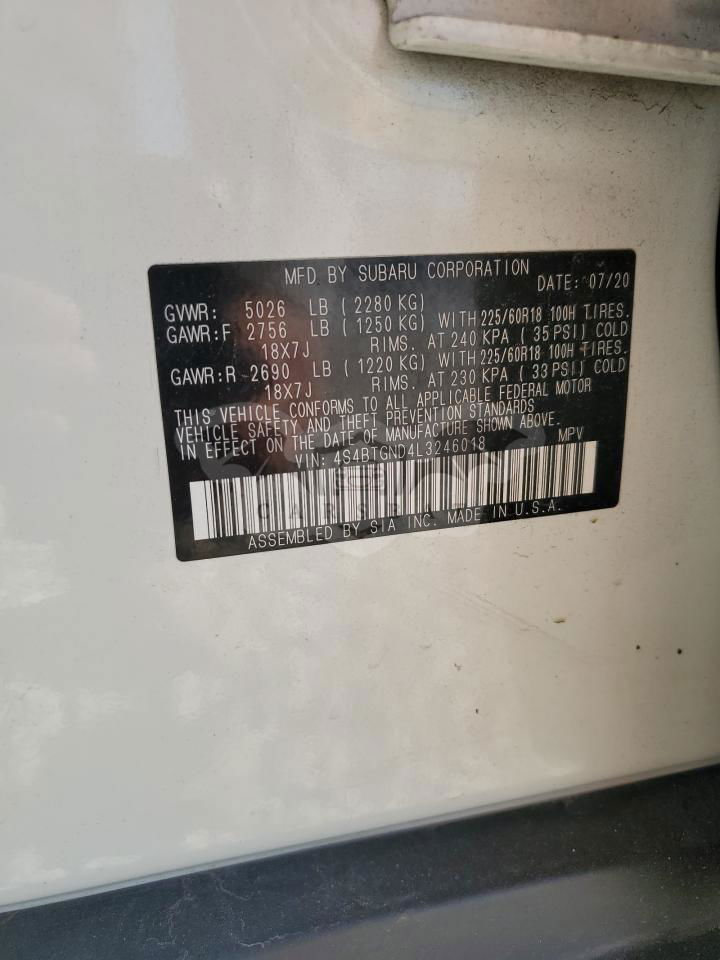 MFD. BY SUBARU CORPORATION DATE: 07/20
GVWR: 5026 LB ( 2280 KG)
GAWR:F 2756 LB ( 1250 KG) WITH 225/60R18 100H TIRES.
18X7J RIMS. AT 240 KPA ( 35 PSI) COLD
GAWR:R 2690 LB ( 1220 KG) WITH 225/60R18 100H TIRES.
18X7J RIMS. AT 230 KPA ( 33 PSI) COLD
THIS VEHICLE CONFORMS TO ALL APPLICABLE FEDERAL MOTOR
VEHICLE SAFETY AND THEFT PREVENTION STANDARDS
IN EFFECT ON THE DATE OF MANUFACTURE SHOWN ABOVE.
VIN: 4S4BTGND4L3246018 MPV
ASSEMBLED BY SIA INC. MADE IN U.S.A.